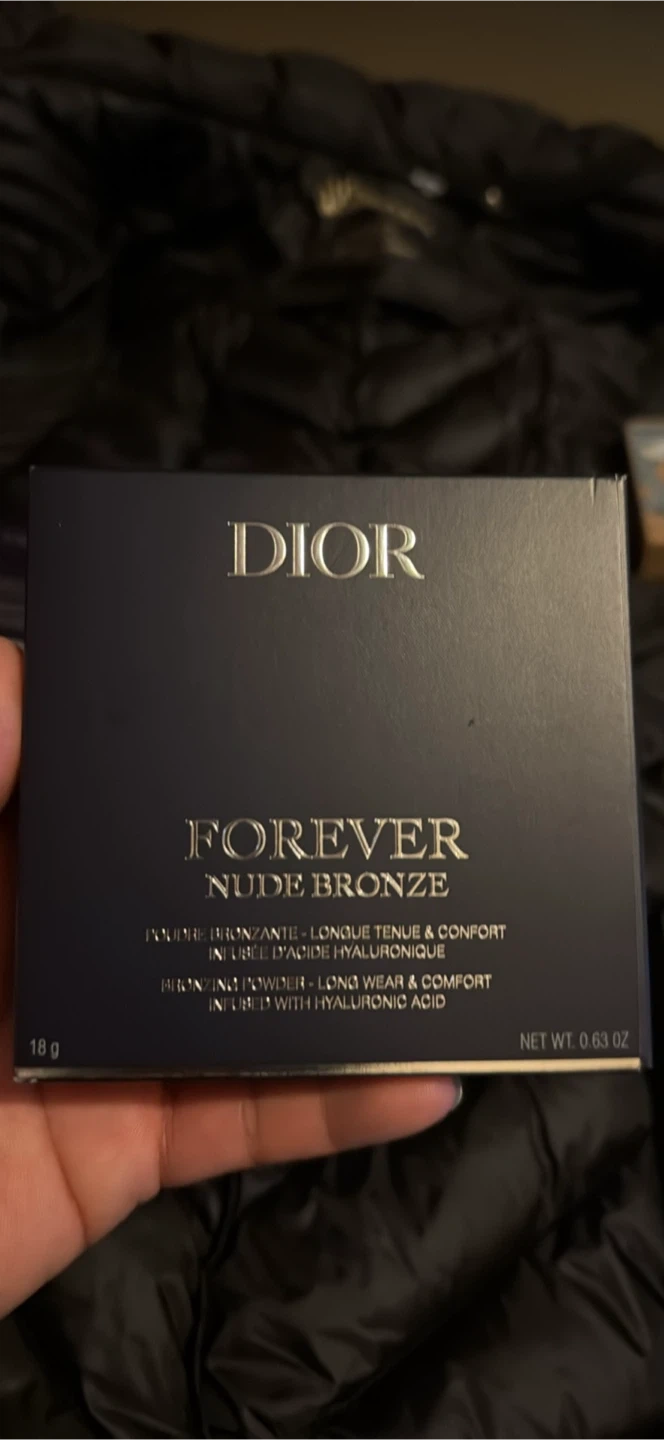 DIOR
FOREVER
NUDE BRONZE
POUDRE BRONZANTE - LONGUE TENUE & CONFORT
INFUSÉE D'ACIDE HYALURONIQUE
BRONZING POWDER - LONG WEAR & COMFORT
INFUSED WITH HYALURONIC ACID
18 g
NET WT. 0.63 OZ